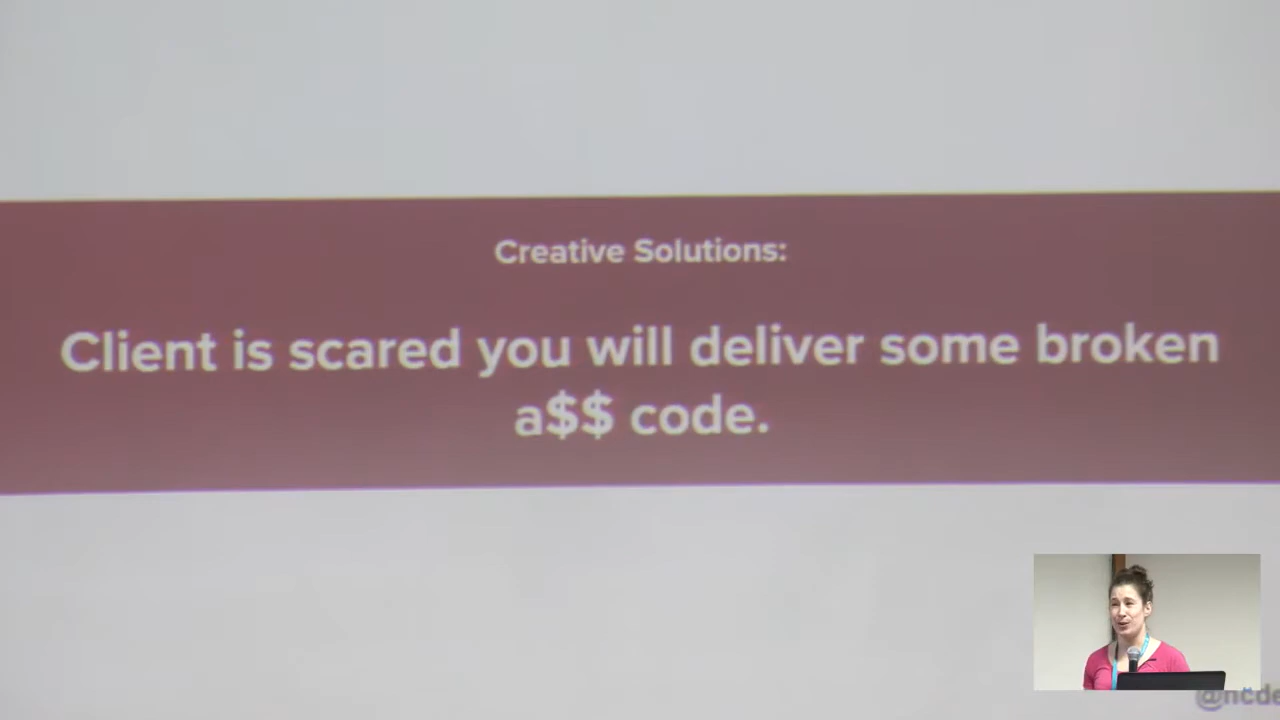 Creative Solutions:
Client is scared you will deliver some broken
a$$ code.